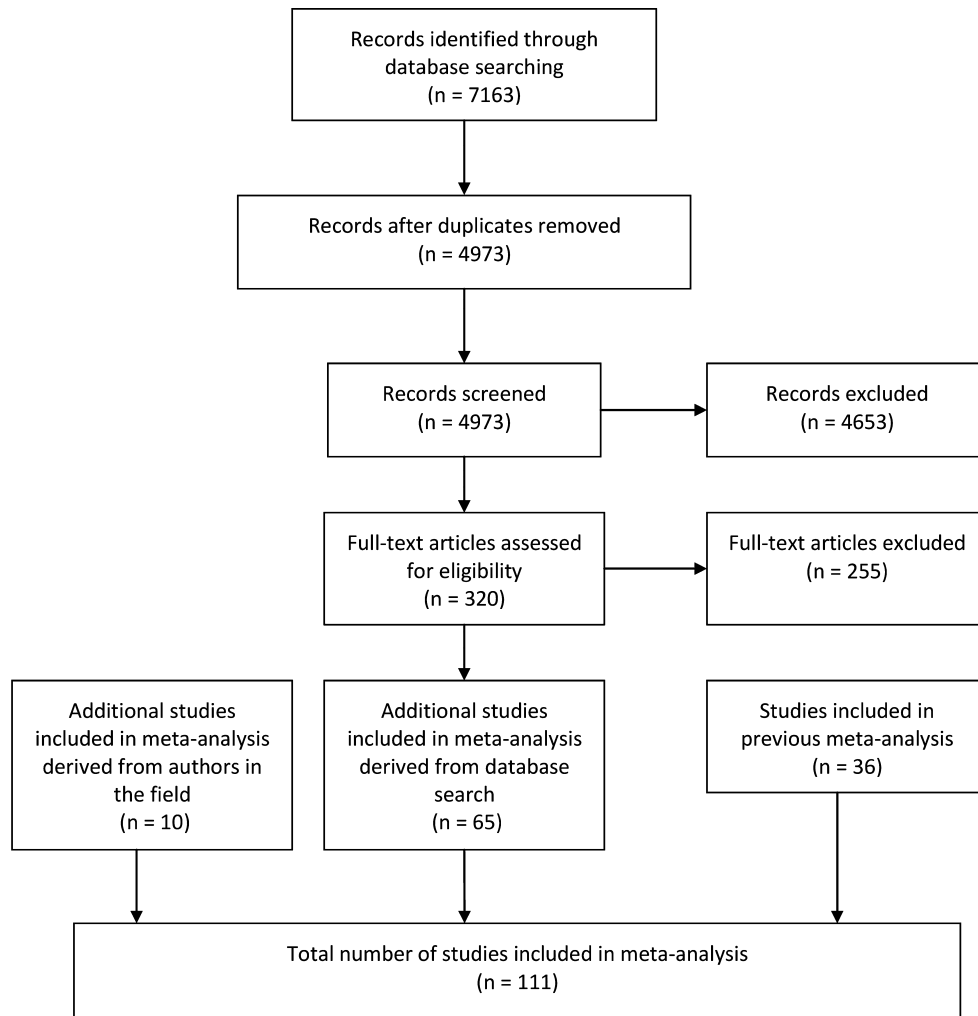 Records identified through
database searching
(n = 7163)
Records after duplicates removed
(n = 4973)
Records screened
(n = 4973)
Records excluded
(n = 4653)
Full-text articles assessed
for eligibility
(n = 320)
Full-text articles excluded
(n = 255)
Additional studies
included in meta-analysis
derived from authors in
the field
(n = 10)
Additional studies
included in meta-analysis
derived from database
search
(n = 65)
Studies included in
previous meta-analysis
(n = 36)
Total number of studies included in meta-analysis
(n = 111)